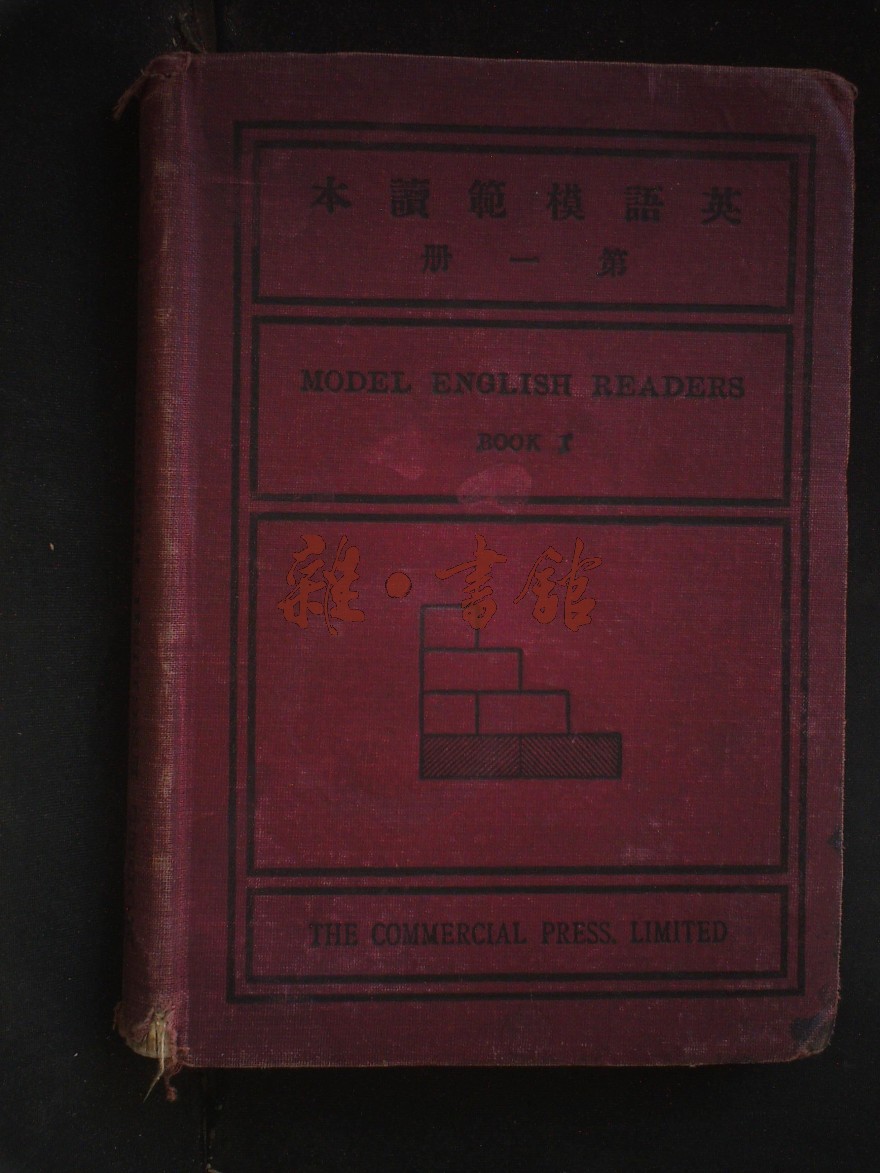 英語模範讀本
第一册
MODEL ENGLISH READERS
BOOK I
雜·書館
THE COMMERCIAL PRESS, LIMITED